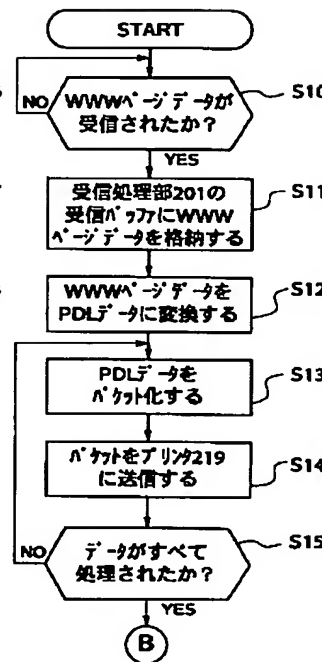 START
WWWページデータが
受信されたか?
S10
NO
YES
受信処理部201の
受信バッファにWWW
ページデータを格納する
S11
WWWページデータを
PDLデータに変換する
S12
PDLデータを
パケット化する
S13
パケットをプリンタ219
に送信する
S14
データがすべて
処理されたか?
S15
NO
YES
B